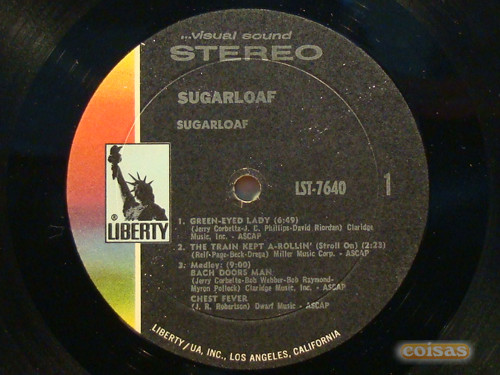 ...visual sound
STEREO
SUGARLOAF
SUGARLOAF
LST-7640
1
® LIBERTY
1. GREEN-EYED LADY (6:49)
(Jerry Corbetta-J. C. Phillips-David Riordan) Claridge
Music, Inc. - ASCAP
2. THE TRAIN KEPT A-ROLLIN' (Stroll On) (2:23)
(Relf-Page-Beck-Drega) Miller Music Corp. - ASCAP
3. Medley: (9:00)
BACH DOORS MAN
(Jerry Corbetta-Bob Webber-Bob Raymond-
Myron Pollock) Claridge Music, Inc. - ASCAP
CHEST FEVER
(J. R. Robertson) Dwarf Music - ASCAP
LIBERTY/UA, INC., LOS ANGELES, CALIFORNIA
coisas